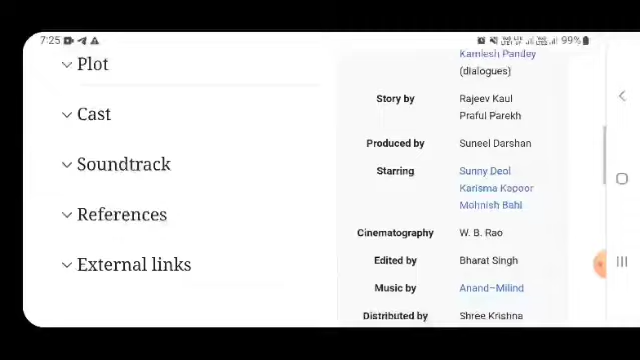 7:25
99%
Plot
Cast
Soundtrack
References
External links
Kamlesh Pandey
(dialogues)
Story by Rajeev Kaul
Praful Parekh
Produced by Suneel Darshan
Starring Sunny Deol
Karisma Kapoor
Mohnish Bahl
Cinematography W. B. Rao
Edited by Bharat Singh
Music by Anand–Milind
Distributed by Shree Krishna